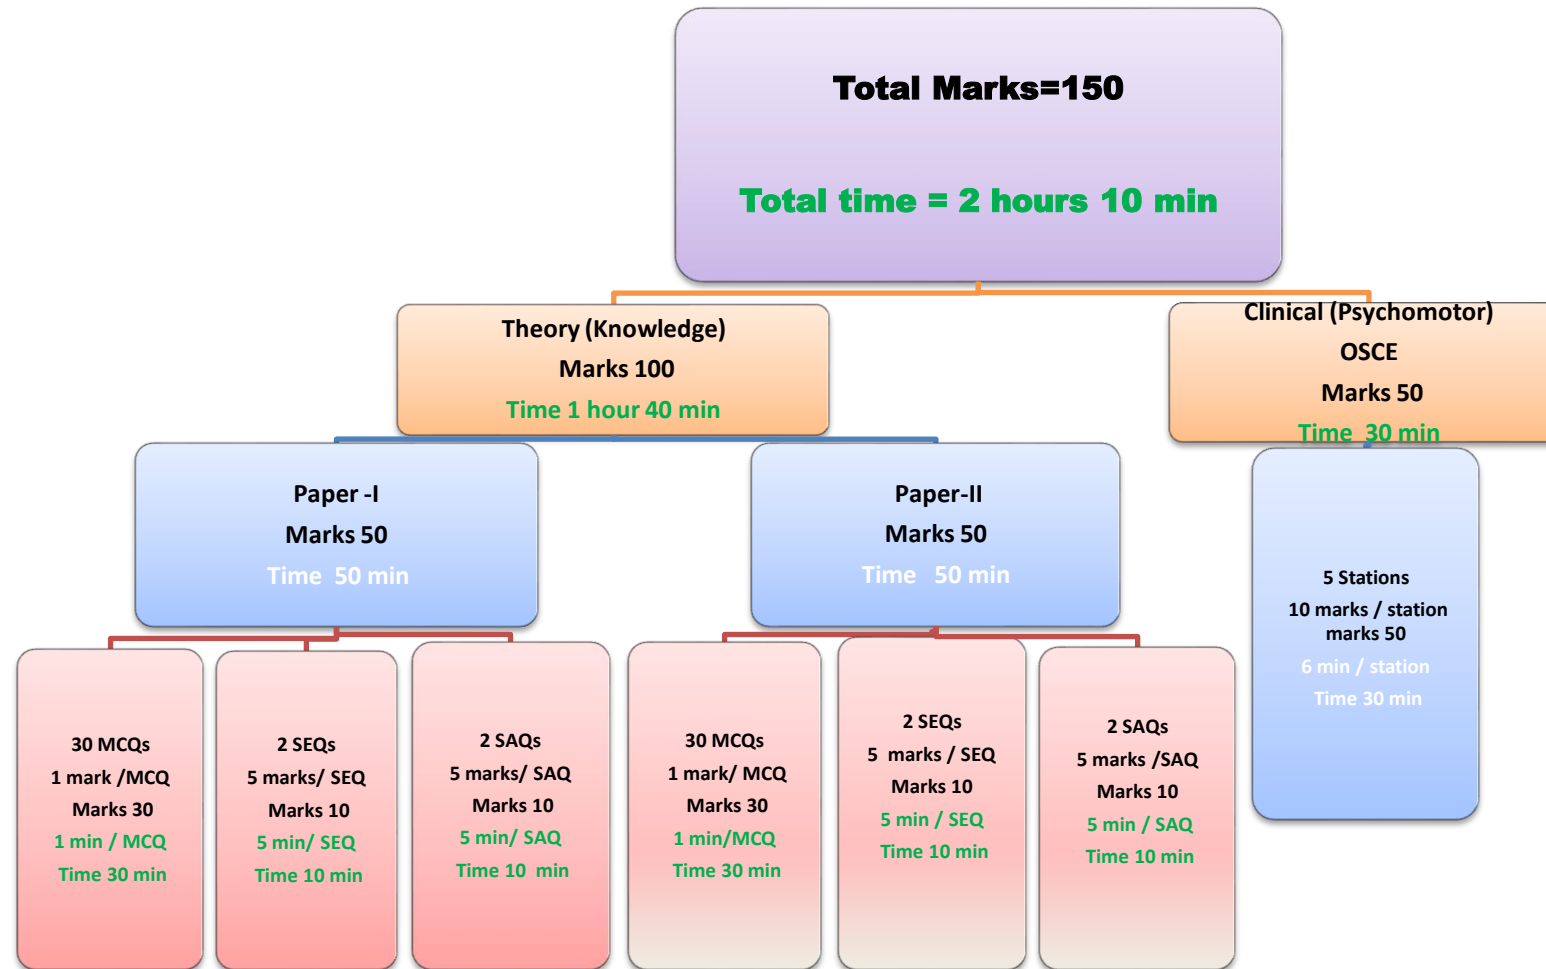 Total Marks=150
Total time = 2 hours 10 min
Theory (Knowledge)
Marks 100
Time 1 hour 40 min
Clinical (Psychomotor)
OSCE
Marks 50
Time 30 min
Paper -I
Marks 50
Time 50 min
Paper-II
Marks 50
Time 50 min
5 Stations
10 marks / station
marks 50
6 min / station
Time 30 min
30 MCQs
1 mark /MCQ
Marks 30
1 min / MCQ
Time 30 min
2 SEQs
5 marks/ SEQ
Marks 10
5 min/ SEQ
Time 10 min
2 SAQs
5 marks/ SAQ
Marks 10
5 min/ SAQ
Time 10 min
30 MCQs
1 mark/ MCQ
Marks 30
1 min/MCQ
Time 30 min
2 SEQs
5 marks / SEQ
Marks 10
5 min / SEQ
Time 10 min
2 SAQs
5 marks /SAQ
Marks 10
5 min / SAQ
Time 10 min